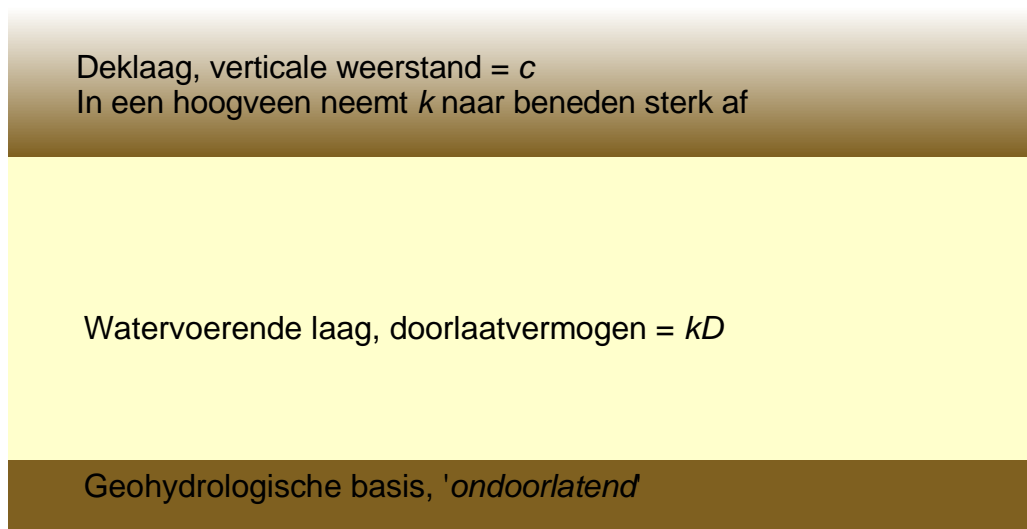 Deklaag, verticale weerstand = c
In een hoogveen neemt k naar beneden sterk af
Watervoerende laag, doorlaatvermogen = kD
Geohydrologische basis, 'ondoorlatend'